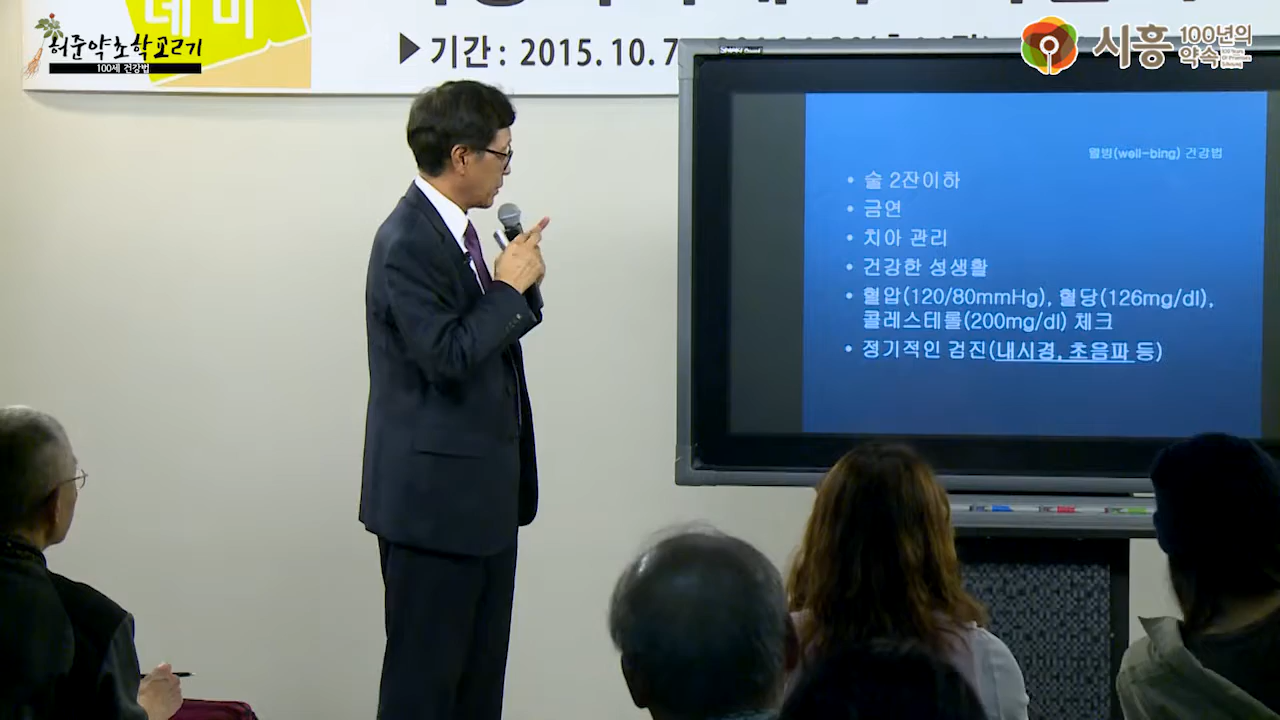 데미
허준약초학교 2기
100세 건강법
▶기간 : 2015.10.7
시흥 100년의 약속
웰빙(well-bing) 건강법
• 술 2잔이하
• 금연
• 치아 관리
• 건강한 성생활
• 혈압(120/80mmHg), 혈당(126mg/dl),
콜레스테롤(200mg/dl) 체크
• 정기적인 검진(내시경, 초음파 등)